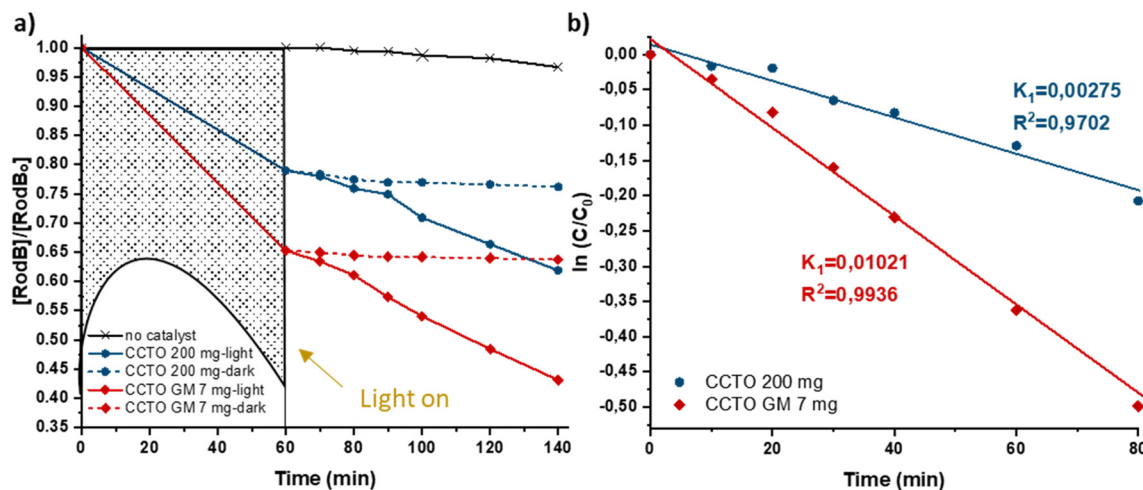 a)
[RodB]/[RodB₀]
1.00
0.95
0.90
0.85
0.80
0.75
0.70
0.65
0.60
0.55
0.50
0.45
0.40
0.35
no catalyst
CCTO 200 mg-light
CCTO 200 mg-dark
CCTO GM 7 mg-light
CCTO GM 7 mg-dark
Light on
0 20 40 60 80 100 120 140
Time (min)
b)
ln (C/C₀)
0,00
-0,05
-0,10
-0,15
-0,20
-0,25
-0,30
-0,35
-0,40
-0,45
-0,50
K₁=0,00275
R²=0,9702
K₁=0,01021
R²=0,9936
CCTO 200 mg
CCTO GM 7 mg
0 20 40 60 80
Time (min)